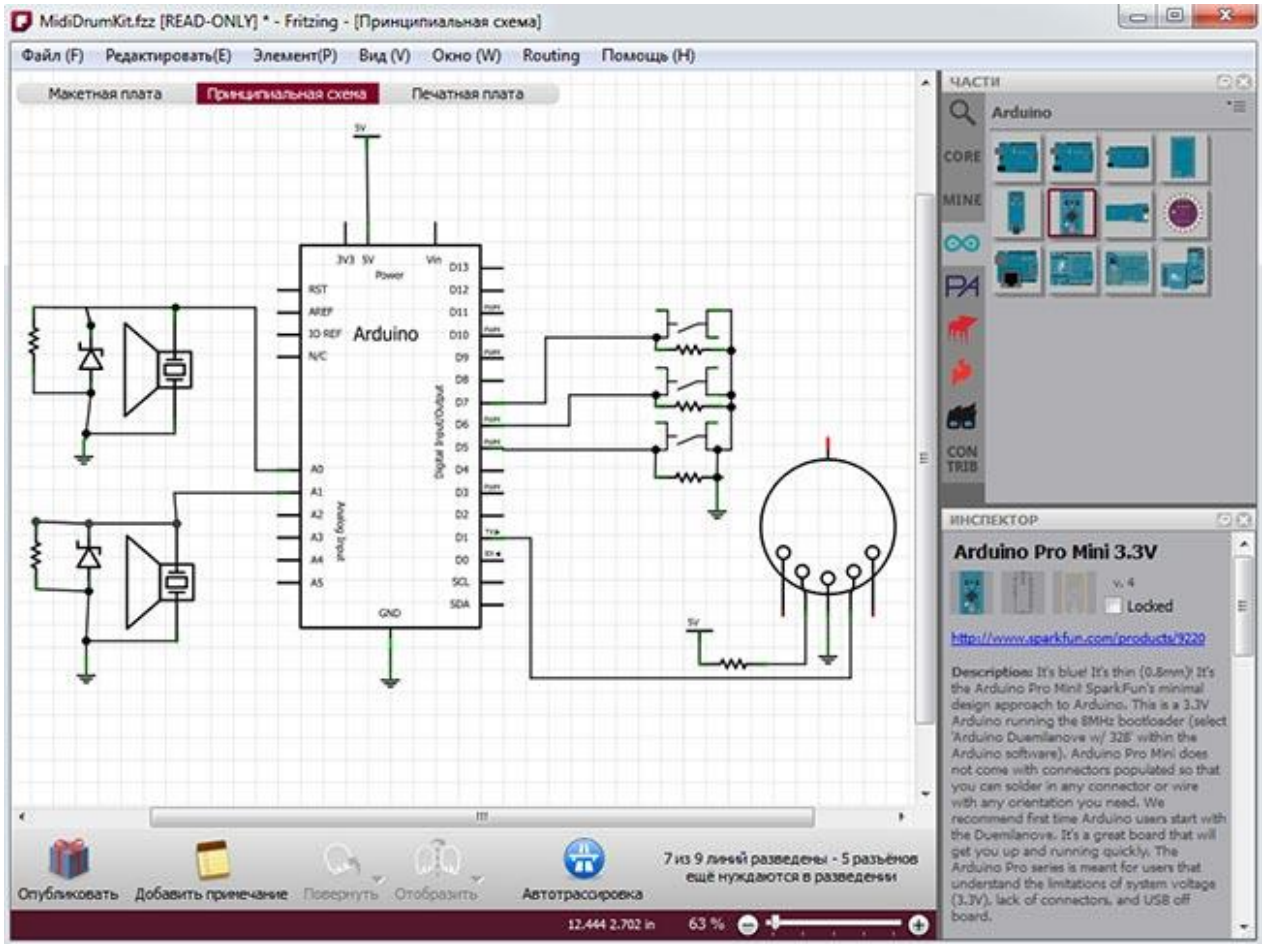 MidiDrumKit.fzz [READ-ONLY] * - Fritzing - [Принципиальная схема]
Файл (F) Редактировать(E) Элемент(P) Вид (V) Окно (W) Routing Помощь (H)
Макетная плата Принципиальная схема Печатная плата
5V
3V3 5V Vin
Power
D13
RST D12
AREF D11 PWM
IO REF Arduino D10 PWM
N/C D9 PWM
D8
D7
D6 PWM
D5 PWM
Digital Input/Output
A0 D4
A1 D3 PWM
A2 D2
A3 D1 TX
A4 D0
A5 SCL
Analog Input
SDA
GND
5V
ЧАСТИ
Arduino
CORE
MINE
PA
CON
TRIB
ИНСПЕКТОР
Arduino Pro Mini 3.3V
v. 4
Locked
http://www.sparkfun.com/products/9220
Description: It's blue! It's thin (0.8mm)! It's
the Arduino Pro Mini! SparkFun's minimal
design approach to Arduino. This is a 3.3V
Arduino running the 8MHz bootloader (select
'Arduino Duemilanove w/ 328' within the
Arduino software). Arduino Pro Mini does
not come with connectors populated so that
you can solder in any connector or wire
with any orientation you need. We
recommend first time Arduino users start with
the Duemilanove. It's a great board that will
get you up and running quickly. The
Arduino Pro series is meant for users that
understand the limitations of system voltage
(3.3V), lack of connectors, and USB off
board.
Опубликовать Добавить примечание Повернуть Отобразить Автотрассировка
7 из 9 линий разведены - 5 разъёнов
ещё нуждаются в разведении
12.444 2.702 in 63 %